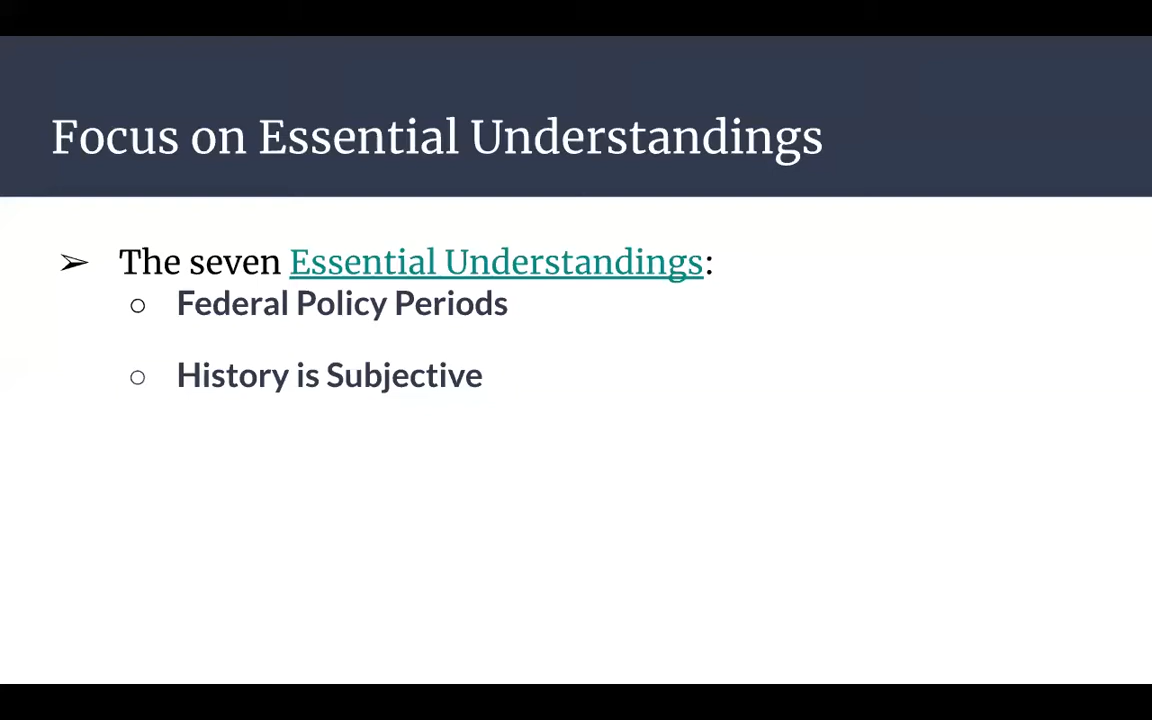 Focus on Essential Understandings
➢ The seven Essential Understandings:
○ Federal Policy Periods
○ History is Subjective